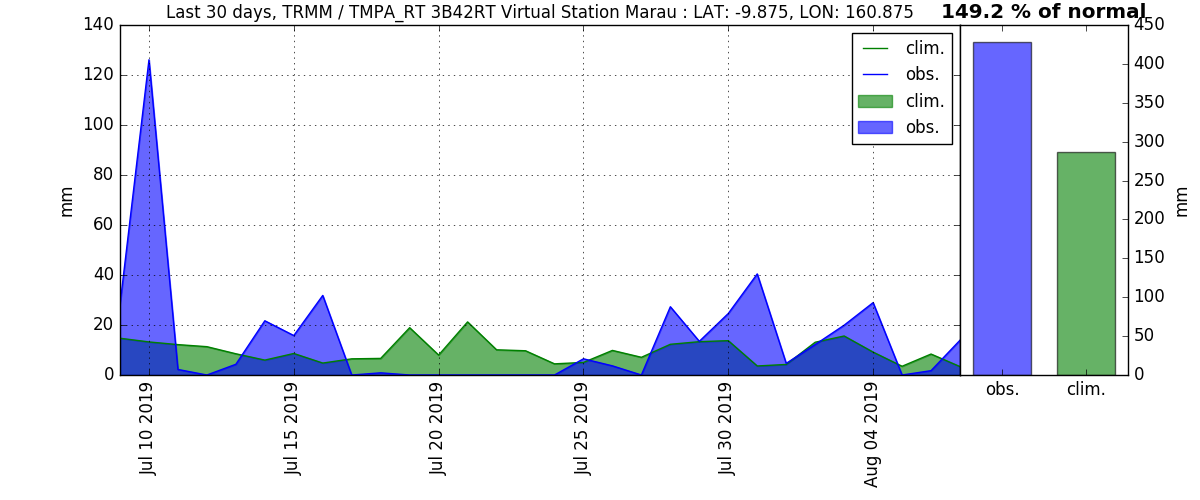 Last 30 days, TRMM / TMPA_RT 3B42RT Virtual Station Marau : LAT: -9.875, LON: 160.875
149.2 % of normal
140
120
100
80
60
40
20
0
mm
clim.
obs.
clim.
obs.
Jul 10 2019
Jul 15 2019
Jul 20 2019
Jul 25 2019
Jul 30 2019
Aug 04 2019
450
400
350
300
250
200
150
100
50
0
mm
obs.
clim.